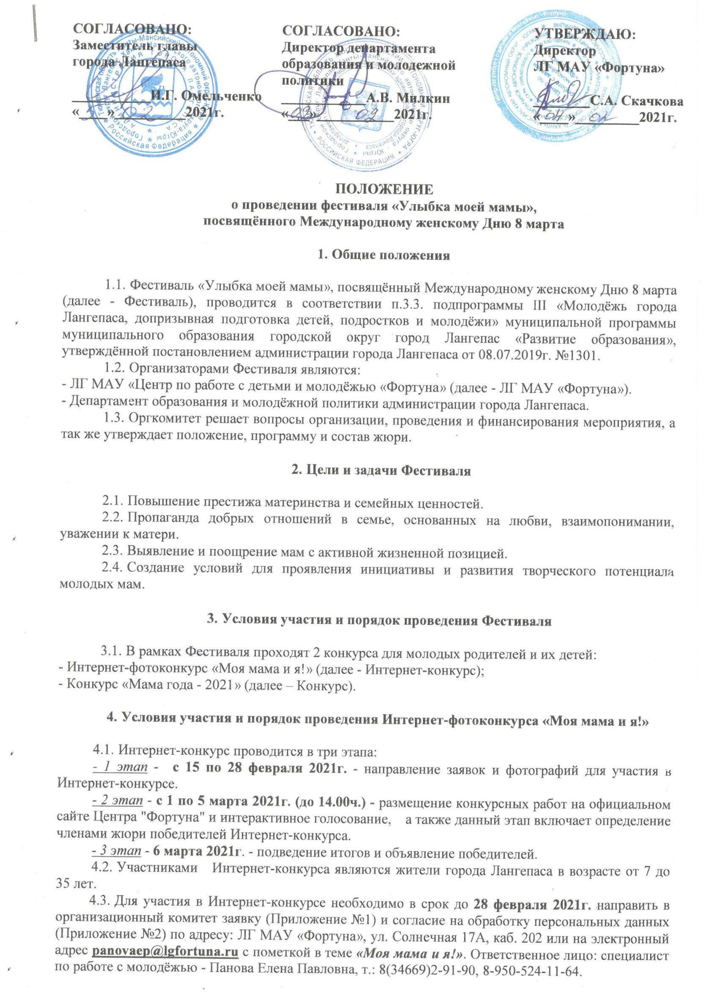 СОГЛАСОВАНО:
Заместитель главы
города Лангепаса
И.Г. Омельченко
«5» 02 2021г.
СОГЛАСОВАНО:
Директор департамента
образования и молодежной
политики
А.В. Милкин
«03» 02 2021г.
УТВЕРЖДАЮ:
Директор
ЛГ МАУ «Фортуна»
С.А. Скачкова
«01» 02 2021г.
ПОЛОЖЕНИЕ
о проведении фестиваля «Улыбка моей мамы»,
посвящённого Международному женскому Дню 8 марта
1. Общие положения
1.1. Фестиваль «Улыбка моей мамы», посвящённый Международному женскому Дню 8 марта
(далее - Фестиваль), проводится в соответствии п.3.3. подпрограммы III «Молодёжь города
Лангепаса, допризывная подготовка детей, подростков и молодёжи» муниципальной программы
муниципального образования городской округ город Лангепас «Развитие образования»,
утверждённой постановлением администрации города Лангепаса от 08.07.2019г. №1301.
1.2. Организаторами Фестиваля являются:
- ЛГ МАУ «Центр по работе с детьми и молодёжью «Фортуна» (далее - ЛГ МАУ «Фортуна»).
- Департамент образования и молодёжной политики администрации города Лангепаса.
1.3. Оргкомитет решает вопросы организации, проведения и финансирования мероприятия, а
так же утверждает положение, программу и состав жюри.
2. Цели и задачи Фестиваля
2.1. Повышение престижа материнства и семейных ценностей.
2.2. Пропаганда добрых отношений в семье, основанных на любви, взаимопонимании,
уважении к матери.
2.3. Выявление и поощрение мам с активной жизненной позицией.
2.4. Создание условий для проявления инициативы и развития творческого потенциала
молодых мам.
3. Условия участия и порядок проведения Фестиваля
3.1. В рамках Фестиваля проходят 2 конкурса для молодых родителей и их детей:
- Интернет-фотоконкурс «Моя мама и я!» (далее - Интернет-конкурс);
- Конкурс «Мама года - 2021» (далее – Конкурс).
4. Условия участия и порядок проведения Интернет-фотоконкурса «Моя мама и я!»
4.1. Интернет-конкурс проводится в три этапа:
- 1 этап - с 15 по 28 февраля 2021г. - направление заявок и фотографий для участия в
Интернет-конкурсе.
- 2 этап - с 1 по 5 марта 2021г. (до 14.00ч.) - размещение конкурсных работ на официальном
сайте Центра "Фортуна" и интерактивное голосование, а также данный этап включает определение
членами жюри победителей Интернет-конкурса.
- 3 этап - 6 марта 2021г. - подведение итогов и объявление победителей.
4.2. Участниками Интернет-конкурса являются жители города Лангепаса в возрасте от 7 до
35 лет.
4.3. Для участия в Интернет-конкурсе необходимо в срок до 28 февраля 2021г. направить в
организационный комитет заявку (Приложение №1) и согласие на обработку персональных данных
(Приложение №2) по адресу: ЛГ МАУ «Фортуна», ул. Солнечная 17А, каб. 202 или на электронный
адрес panovaep@lgfortuna.ru с пометкой в теме «Моя мама и я!». Ответственное лицо: специалист
по работе с молодёжью - Панова Елена Павловна, т.: 8(34669)2-91-90, 8-950-524-11-64.